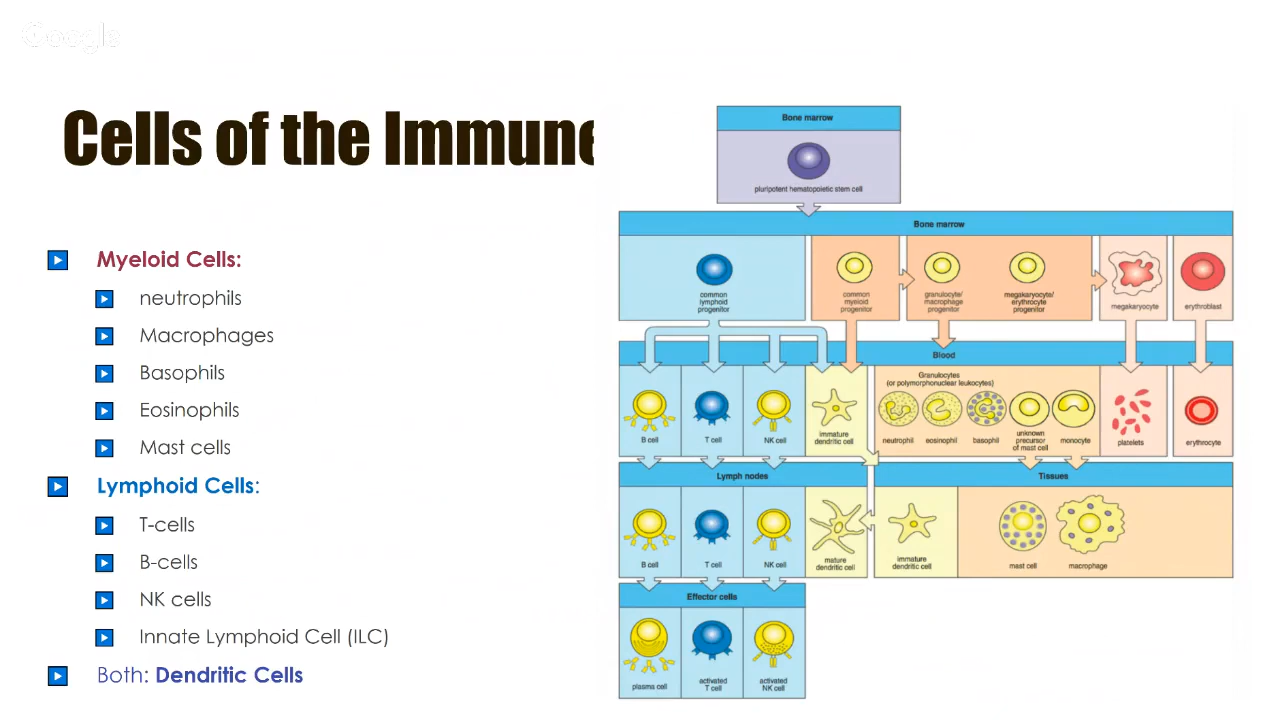 Google
Cells of the Immune
Myeloid Cells:
neutrophils
Macrophages
Basophils
Eosinophils
Mast cells
Lymphoid Cells:
T-cells
B-cells
NK cells
Innate Lymphoid Cell (ILC)
Both: Dendritic Cells
Bone marrow
pluripotent hematopoietic stem cell
Bone marrow
common
lymphoid
progenitor
common
myeloid
progenitor
granulocyte/
macrophage
progenitor
megakaryocyte/
erythrocyte
progenitor
megakaryocyte
erythroblast
Blood
B cell
T cell
NK cell
immature
dendritic cell
Granulocytes
(or polymorphonuclear leukocytes)
neutrophil
eosinophil
basophil
unknown
precursor
of mast cell
monocyte
platelets
erythrocyte
Lymph nodes
B cell
T cell
NK cell
mature
dendritic cell
Tissues
immature
dendritic cell
mast cell
macrophage
Effector cells
plasma cell
activated
T cell
activated
NK cell